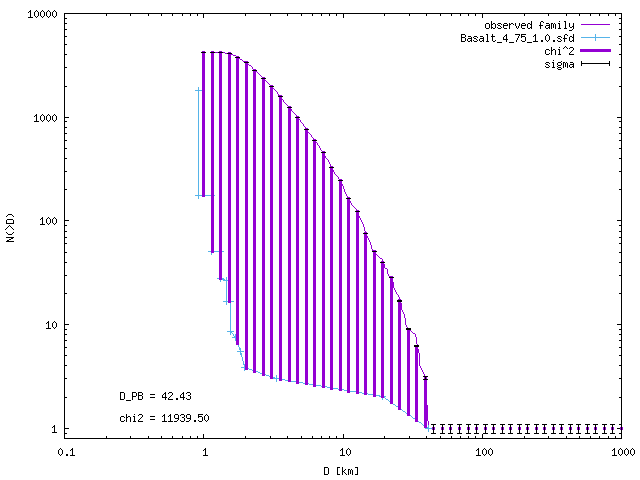 10000
observed family
Basalt_4_75_1.0.sfd
chi^2
sigma
1000
100
N(>D)
10
D_PB = 42.43
chi2 = 11939.50
1
0.1 1 10 100 1000
D [km]